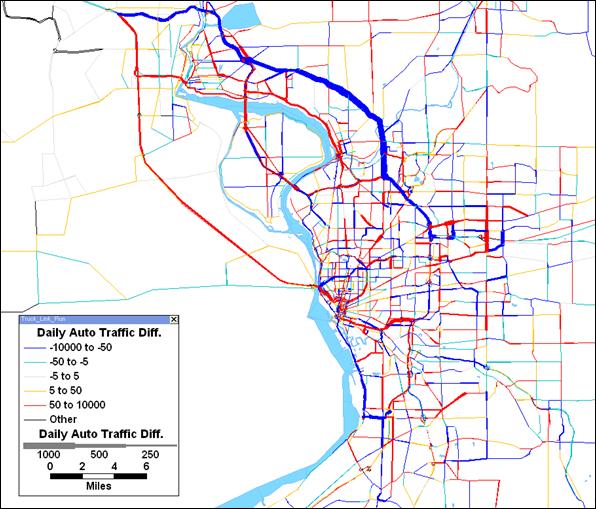 Truck_Link_Flow
Daily Auto Traffic Diff.
-10000 to -50
-50 to -5
-5 to 5
5 to 50
50 to 10000
Other
Daily Auto Traffic Diff.
1000 500 250
0 2 4 6
Miles